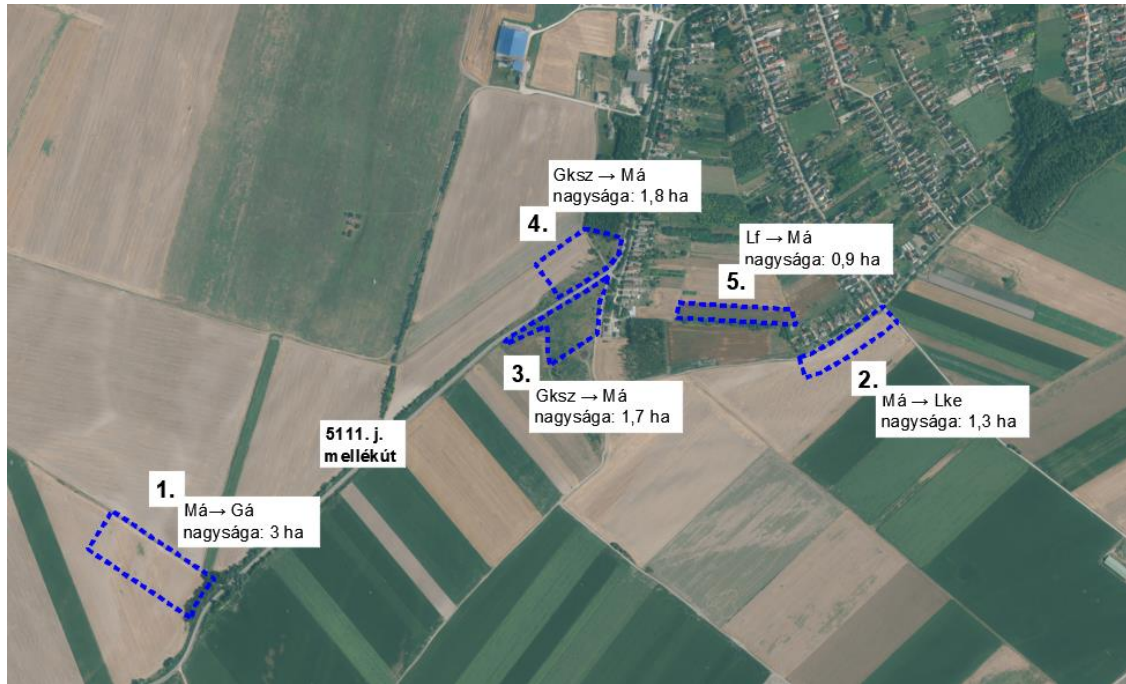 Gksz → Má
nagysága: 1,8 ha
4.
Lf → Má
nagysága: 0,9 ha
5.
3.
Gksz → Má
nagysága: 1,7 ha
2.
Má → Lke
nagysága: 1,3 ha
5111. j.
mellékút
1.
Má→ Gá
nagysága: 3 ha